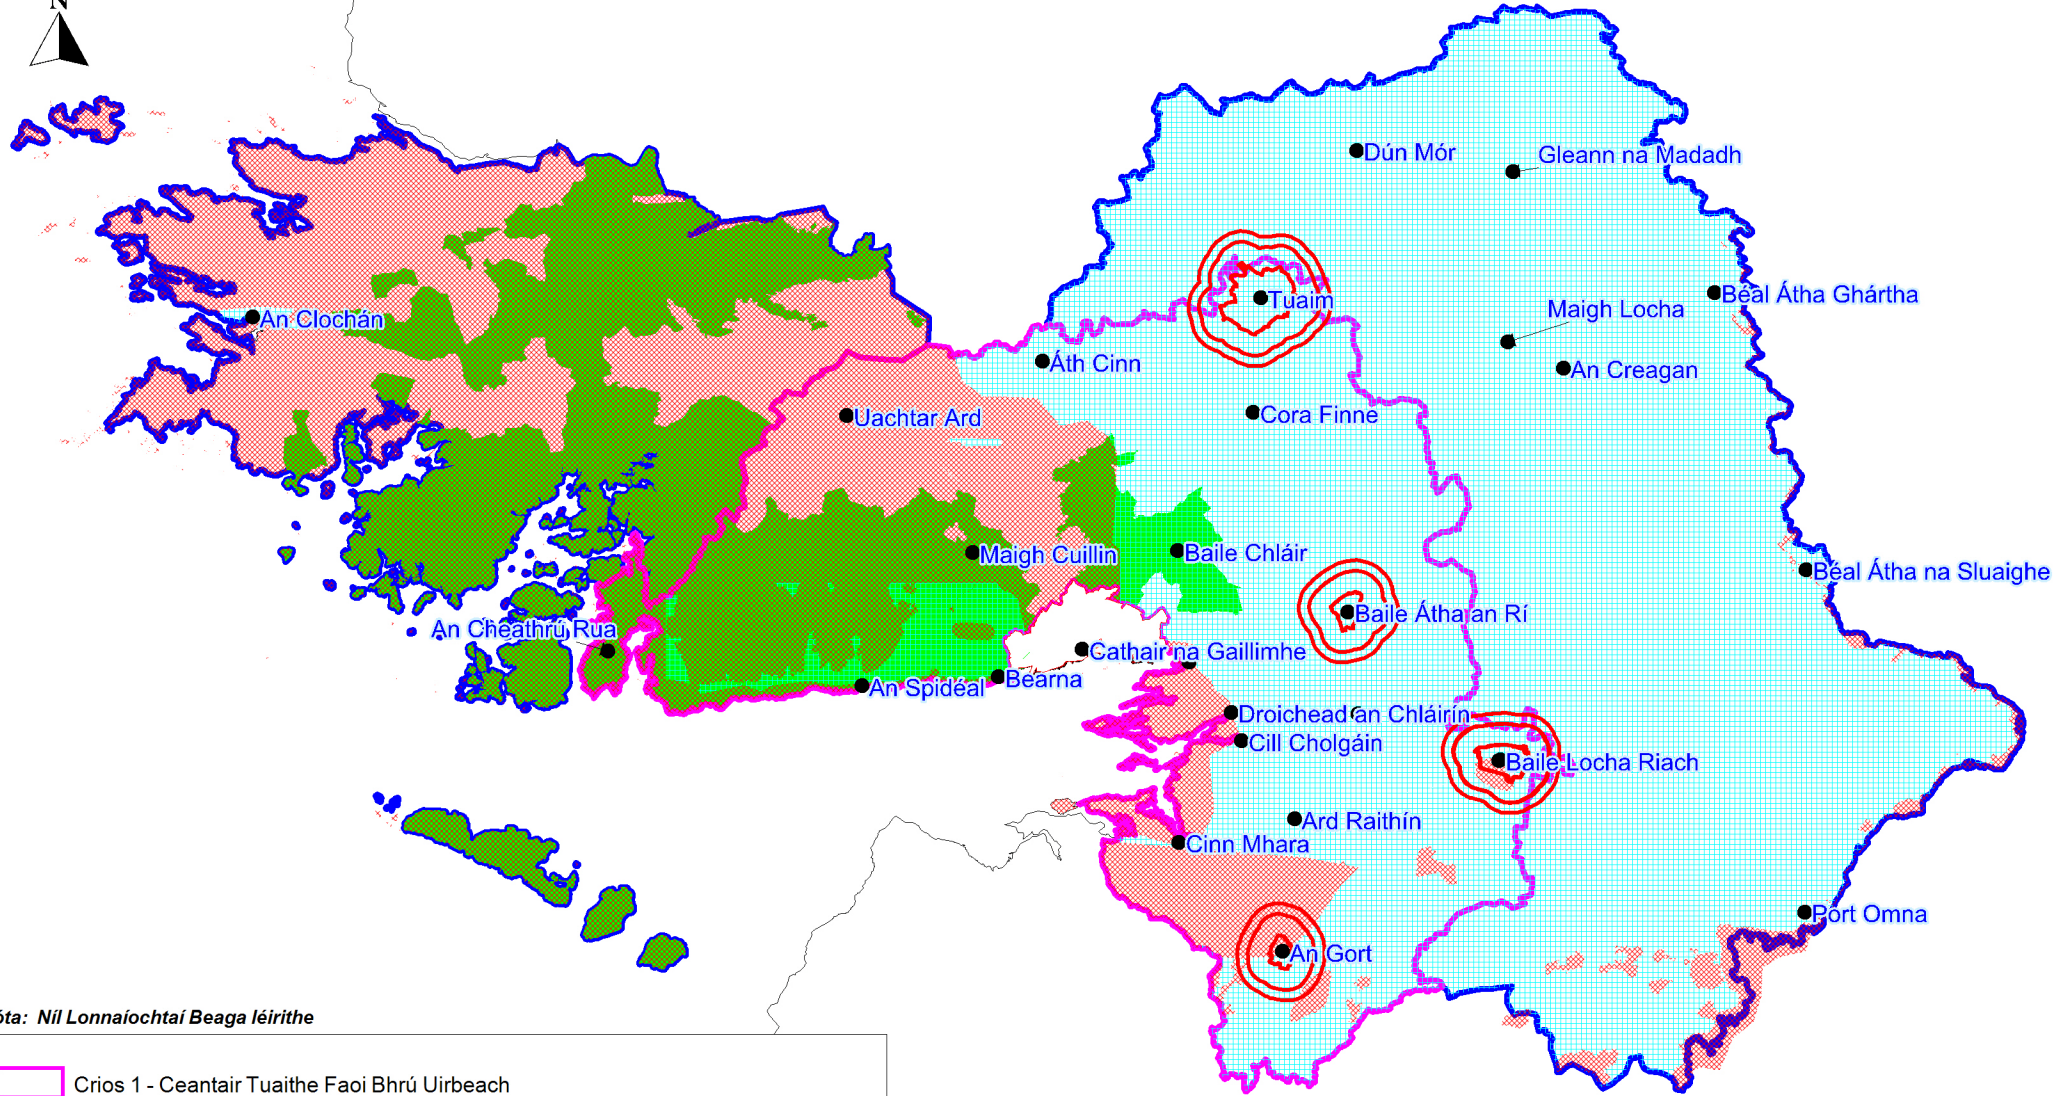 N
Dún Mór
Gleann na Madadh
Tuaim
Béal Átha Ghártha
An Clochán
Maigh Locha
Áth Cinn
An Creagan
Uachtar Ard
Cora Finne
Maigh Cuillin
Baile Chláir
Béal Átha na Sluaighe
Baile Átha an Rí
An Cheathrú Rua
Cathair na Gaillimhe
Bearna
An Spidéal
Droichead an Chláirín
Cill Cholgáin
Baile Locha Riach
Ard Raithín
Cinn Mhara
Port Omna
An Gort
óta: Níl Lonnaíochtaí Beaga léirithe
Crios 1 - Ceantair Tuaithe Faoi Bhrú Uirbeach